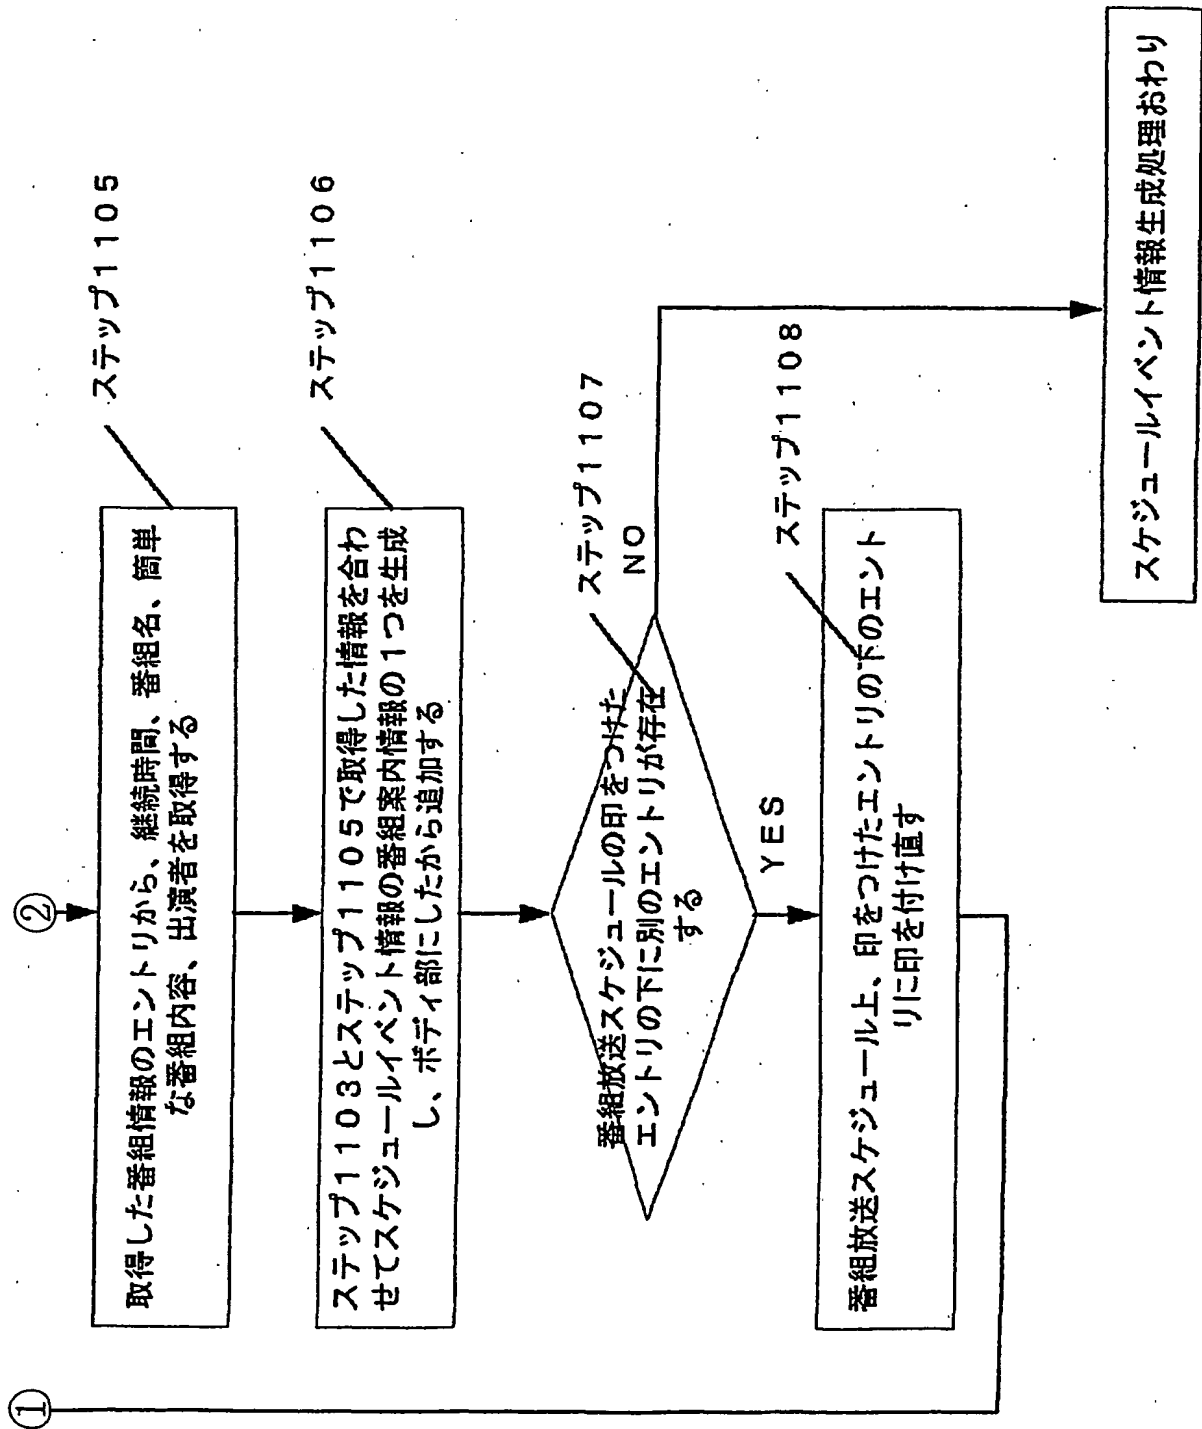 ①
②
取得した番組情報のエントリから、継続時間、番組名、簡単
な番組内容、出演者を取得する
ステップ1105
ステップ1103とステップ1105で取得した情報を合わ
せてスケジュールイベント情報の番組案内情報の1つを生成
し、ボディ部にしたから追加する
ステップ1106
番組放送スケジュールの印をつけた
エントリの下に別のエントリが存在
する
ステップ1107
NO
YES
番組放送スケジュール上、印をつけたエントリの下のエント
リに印を付け直す
ステップ1108
スケジュールイベント情報生成処理おわり